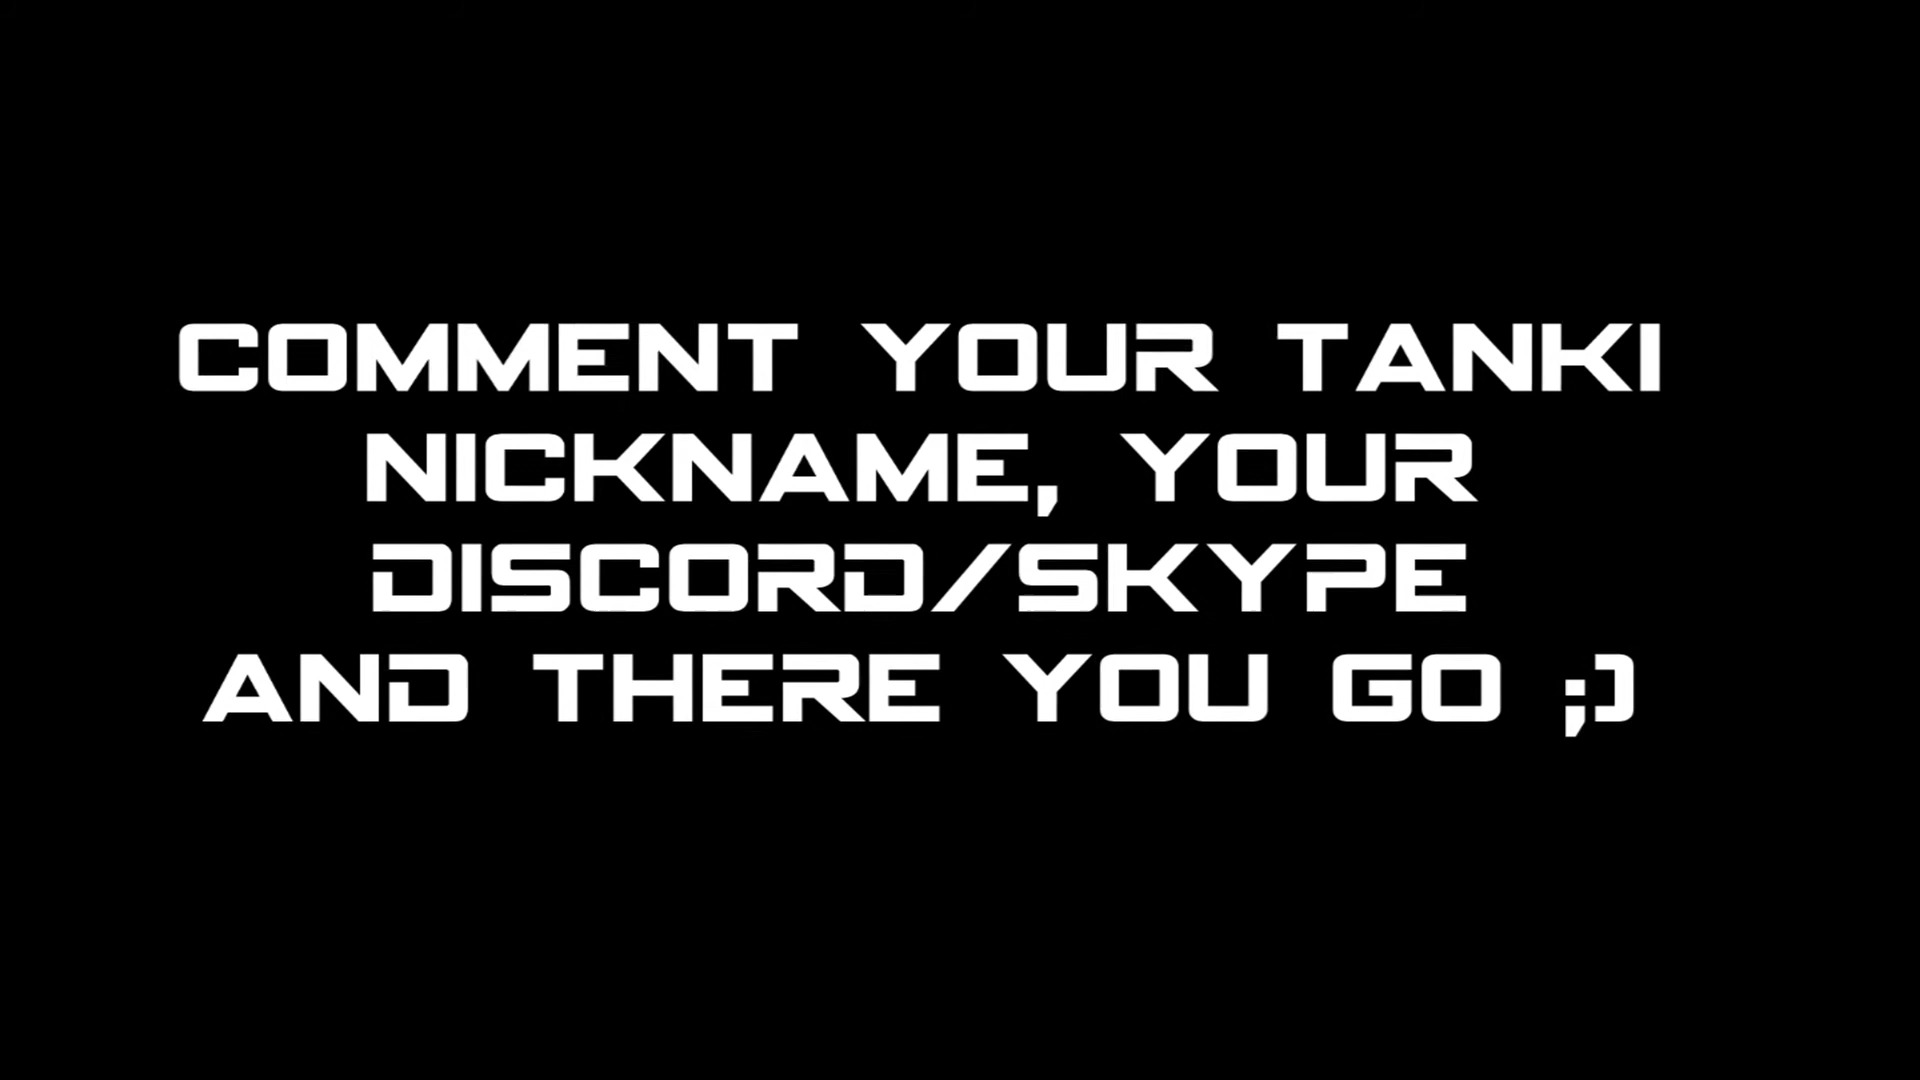 COMMENT YOUR TANKI
NICKNAME, YOUR
DISCORD/SKYPE
AND THERE YOU GO ;)